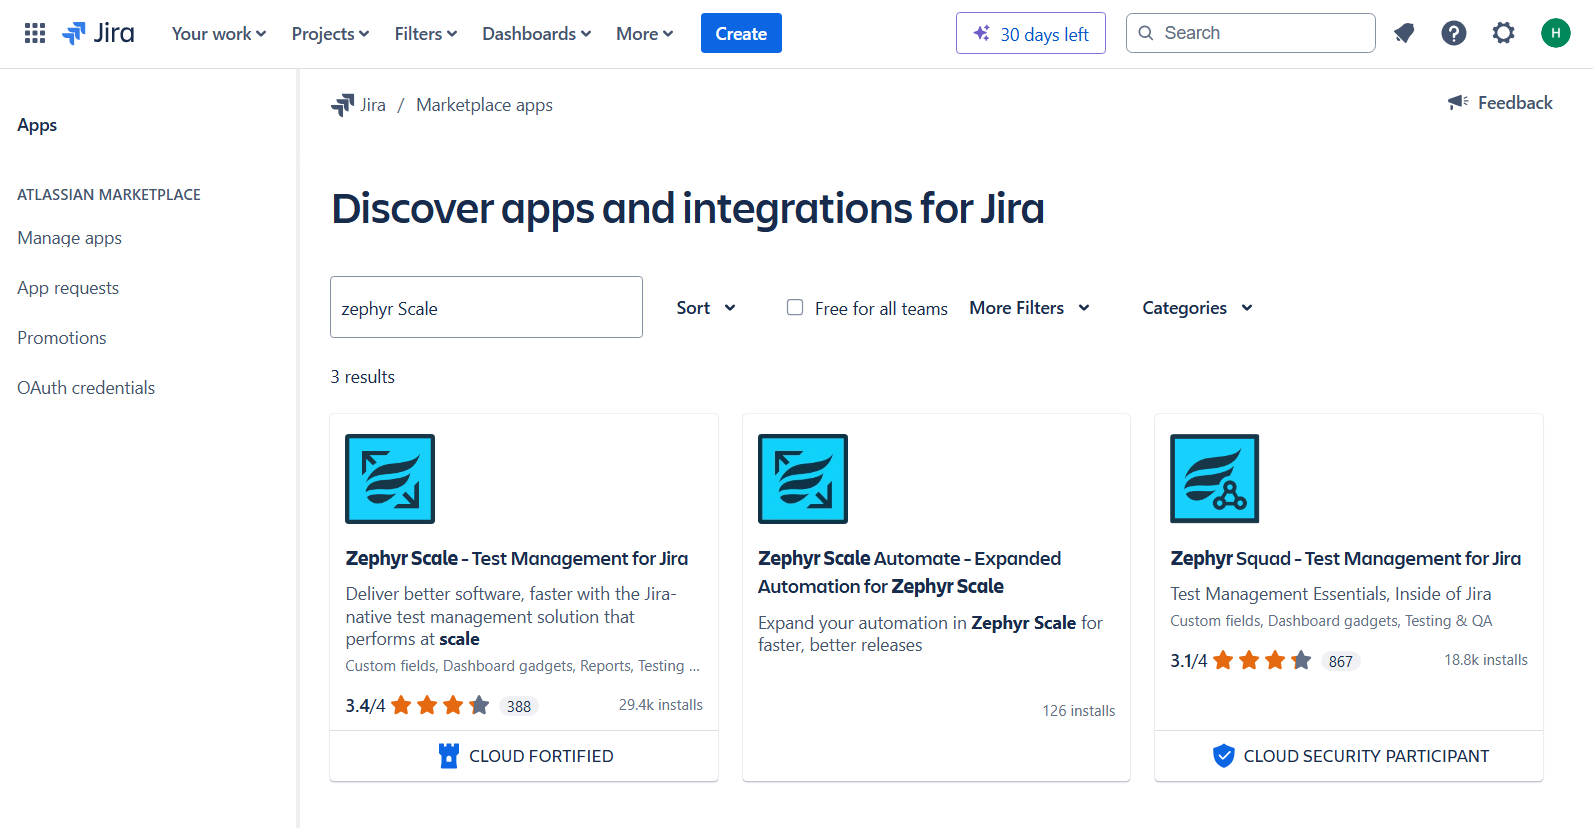 Jira
Your work
Projects
Filters
Dashboards
More
Create
30 days left
Search
H
Apps
ATLASSIAN MARKETPLACE
Manage apps
App requests
Promotions
OAuth credentials
Jira / Marketplace apps
Feedback
Discover apps and integrations for Jira
zephyr Scale
Sort
Free for all teams
More Filters
Categories
3 results
Zephyr Scale - Test Management for Jira
Deliver better software, faster with the Jira-
native test management solution that
performs at scale
Custom fields, Dashboard gadgets, Reports, Testing ...
3.4/4
388
29.4k installs
CLOUD FORTIFIED
Zephyr Scale Automate - Expanded
Automation for Zephyr Scale
Expand your automation in Zephyr Scale for
faster, better releases
126 installs
Zephyr Squad - Test Management for Jira
Test Management Essentials, Inside of Jira
Custom fields, Dashboard gadgets, Testing & QA
3.1/4
867
18.8k installs
CLOUD SECURITY PARTICIPANT